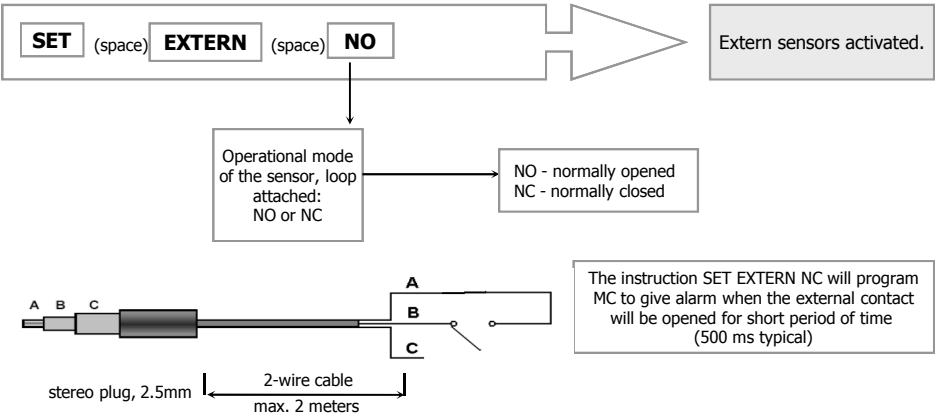 SET (space) EXTERN (space) NO
Extern sensors activated.
Operational mode
of the sensor, loop
attached:
NO or NC
NO - normally opened
NC - normally closed
The instruction SET EXTERN NC will program
MC to give alarm when the external contact
will be opened for short period of time
(500 ms typical)
A B C
A
B
C
stereo plug, 2.5mm
2-wire cable
max. 2 meters